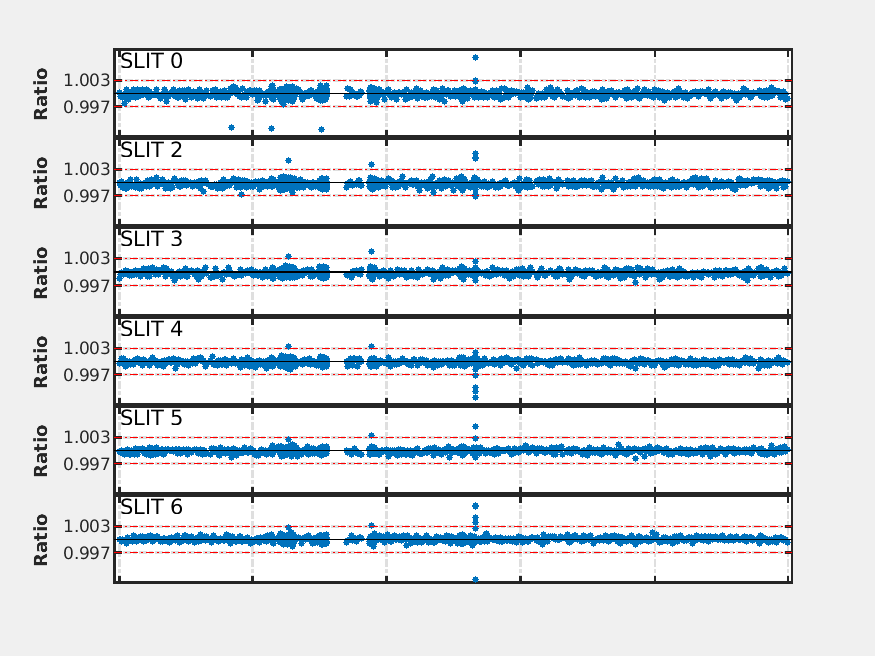 SLIT 0
1.003
0.997
Ratio
SLIT 2
1.003
0.997
Ratio
SLIT 3
1.003
0.997
Ratio
SLIT 4
1.003
0.997
Ratio
SLIT 5
1.003
0.997
Ratio
SLIT 6
1.003
0.997
Ratio